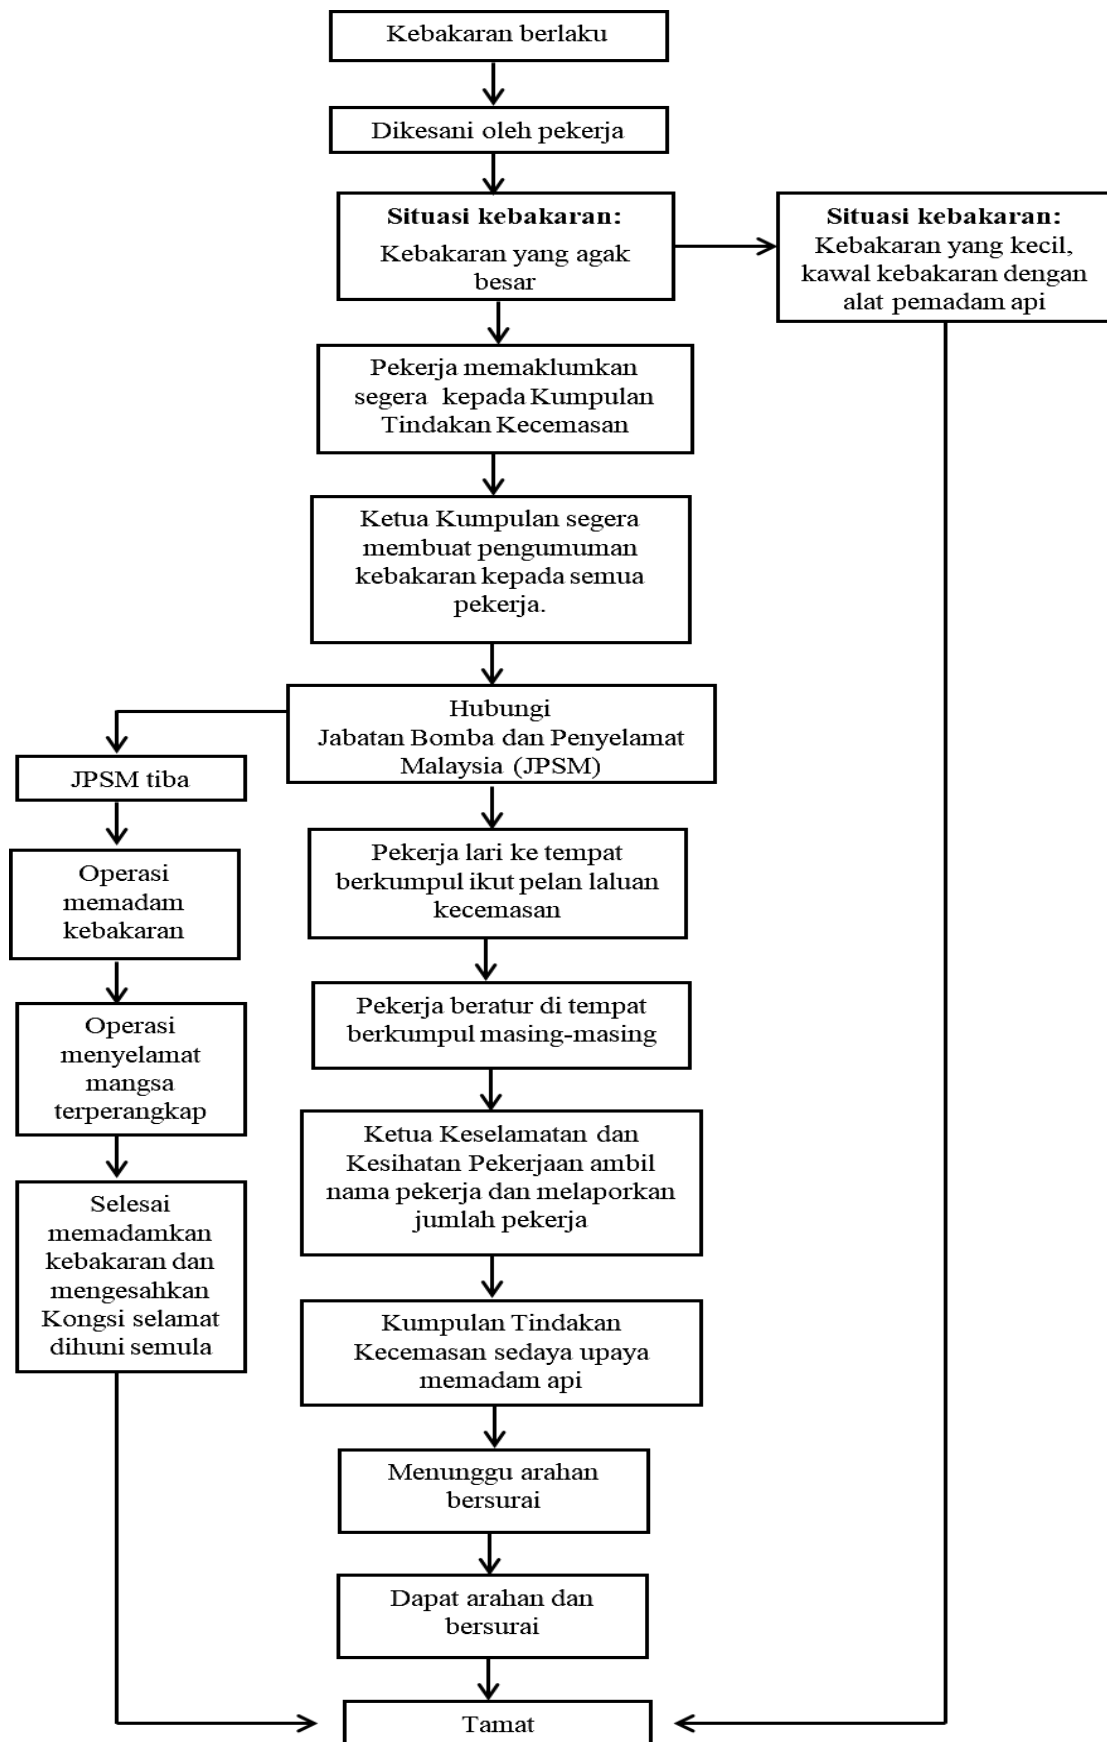 Kebakaran berlaku
Dikesani oleh pekerja
Situasi kebakaran:
Kebakaran yang agak
besar
Situasi kebakaran:
Kebakaran yang kecil,
kawal kebakaran dengan
alat pemadam api
Pekerja memaklumkan
segera kepada Kumpulan
Tindakan Kecemasan
Ketua Kumpulan segera
membuat pengumuman
kebakaran kepada semua
pekerja.
Hubungi
Jabatan Bomba dan Penyelamat
Malaysia (JPSM)
JPSM tiba
Operasi
memadam
kebakaran
Operasi
menyelamat
mangsa
terperangkap
Selesai
memadamkan
kebakaran dan
mengesahkan
Kongsi selamat
dihuni semula
Pekerja lari ke tempat
berkumpul ikut pelan laluan
kecemasan
Pekerja beratur di tempat
berkumpul masing-masing
Ketua Keselamatan dan
Kesihatan Pekerjaan ambil
nama pekerja dan melaporkan
jumlah pekerja
Kumpulan Tindakan
Kecemasan sedaya upaya
memadam api
Menunggu arahan
bersurai
Dapat arahan dan
bersurai
Tamat